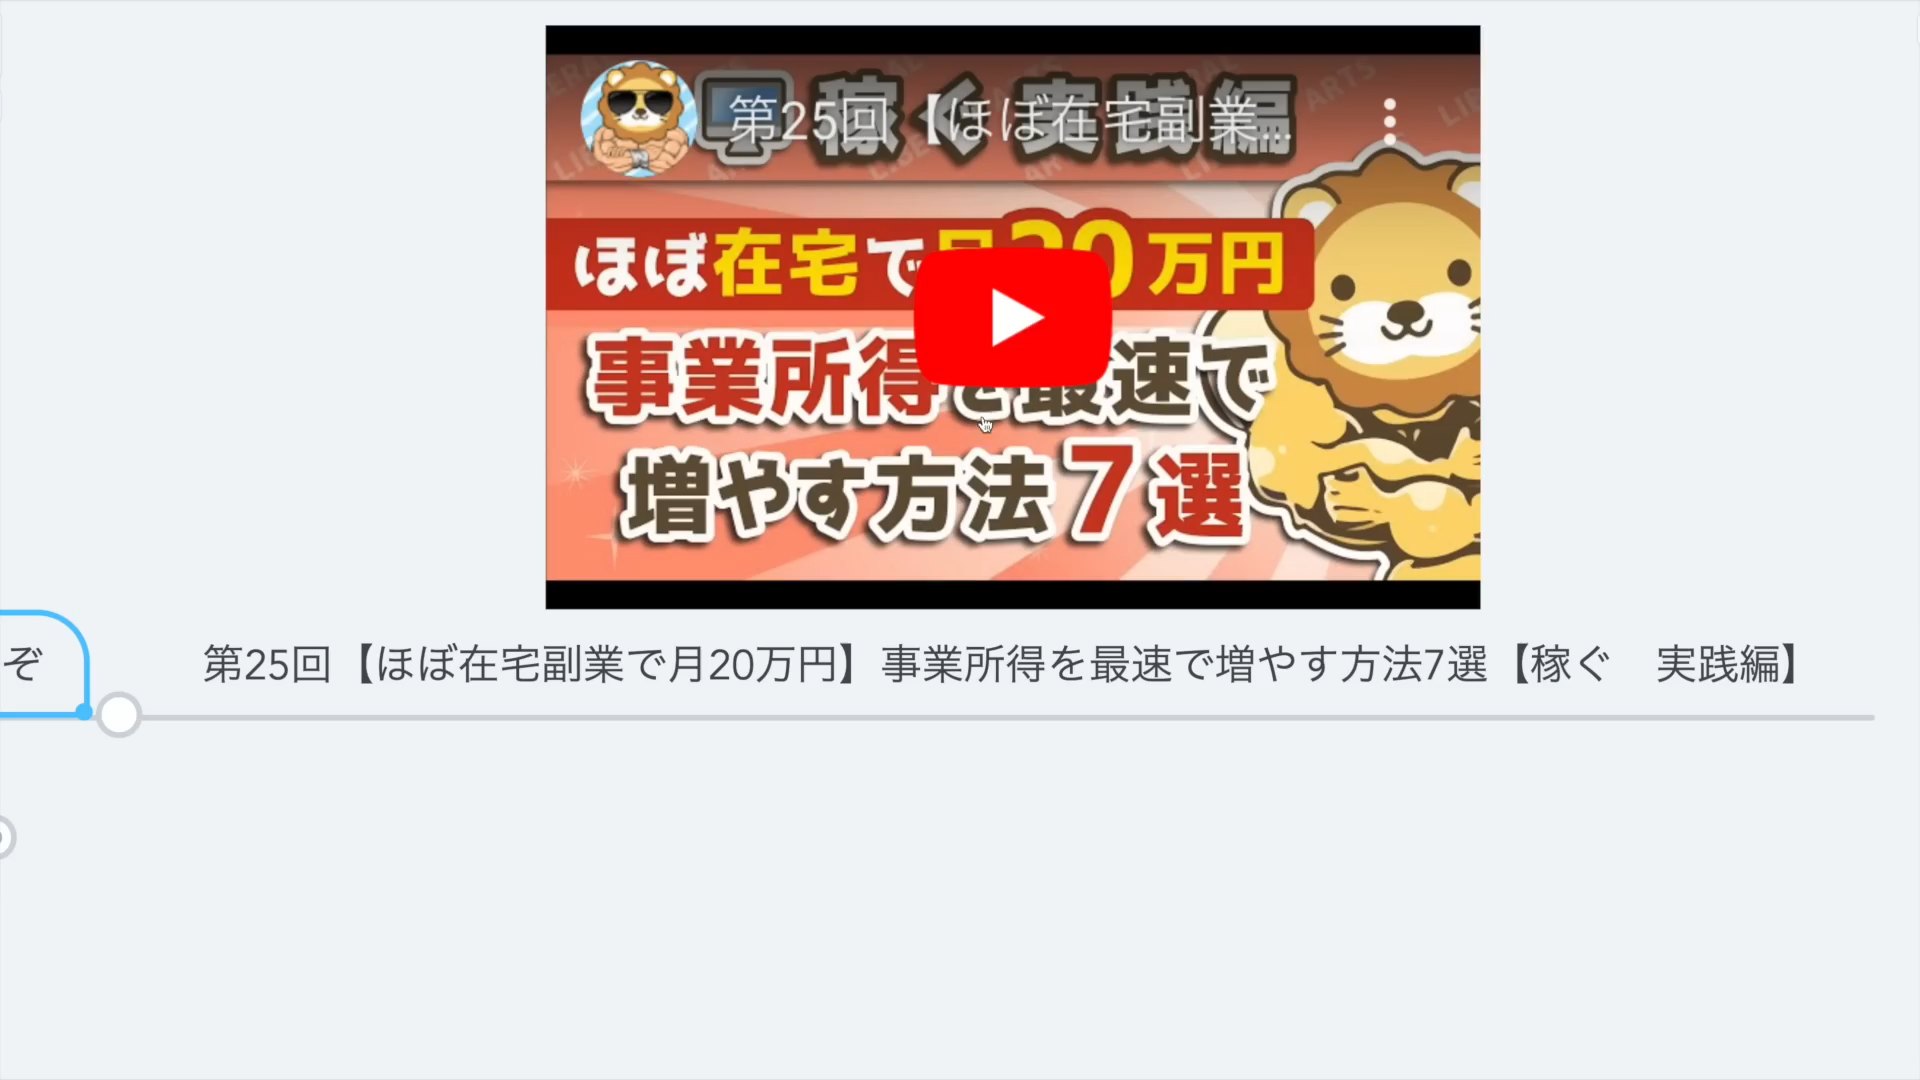 稼ぐ 実践編
第25回【ほぼ在宅副業...
ほぼ在宅で月20万円
事業所得を最速で
増やす方法7選
ぞ
第25回【ほぼ在宅副業で月20万円】事業所得を最速で増やす方法7選【稼ぐ　実践編】